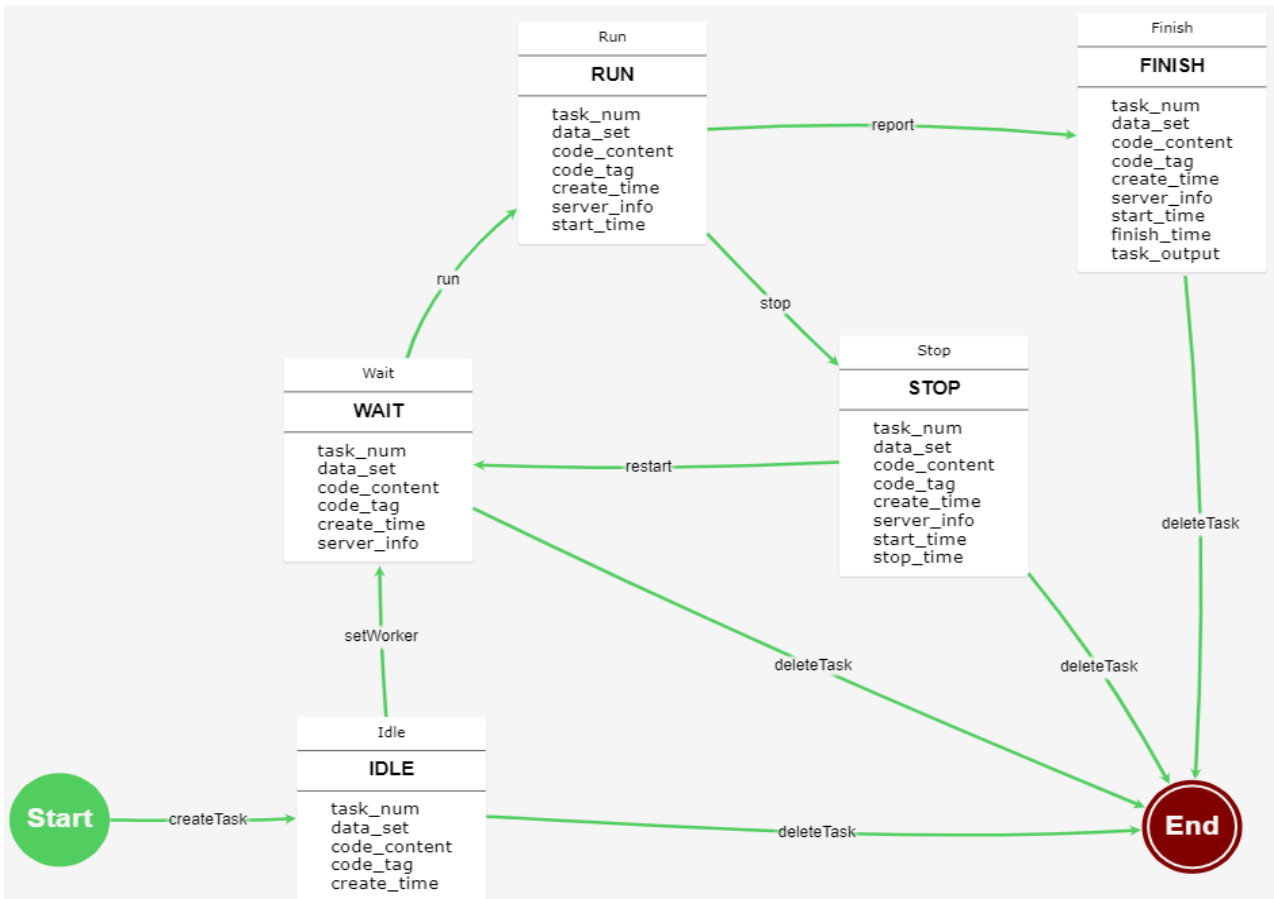 Run
RUN
task_num
data_set
code_content
code_tag
create_time
server_info
start_time
report
Finish
FINISH
task_num
data_set
code_content
code_tag
create_time
server_info
start_time
finish_time
task_output
run
stop
Wait
WAIT
task_num
data_set
code_content
code_tag
create_time
server_info
restart
Stop
STOP
task_num
data_set
code_content
code_tag
create_time
server_info
start_time
stop_time
deleteTask
setWorker
deleteTask
deleteTask
Start
createTask
Idle
IDLE
task_num
data_set
code_content
code_tag
create_time
deleteTask
End